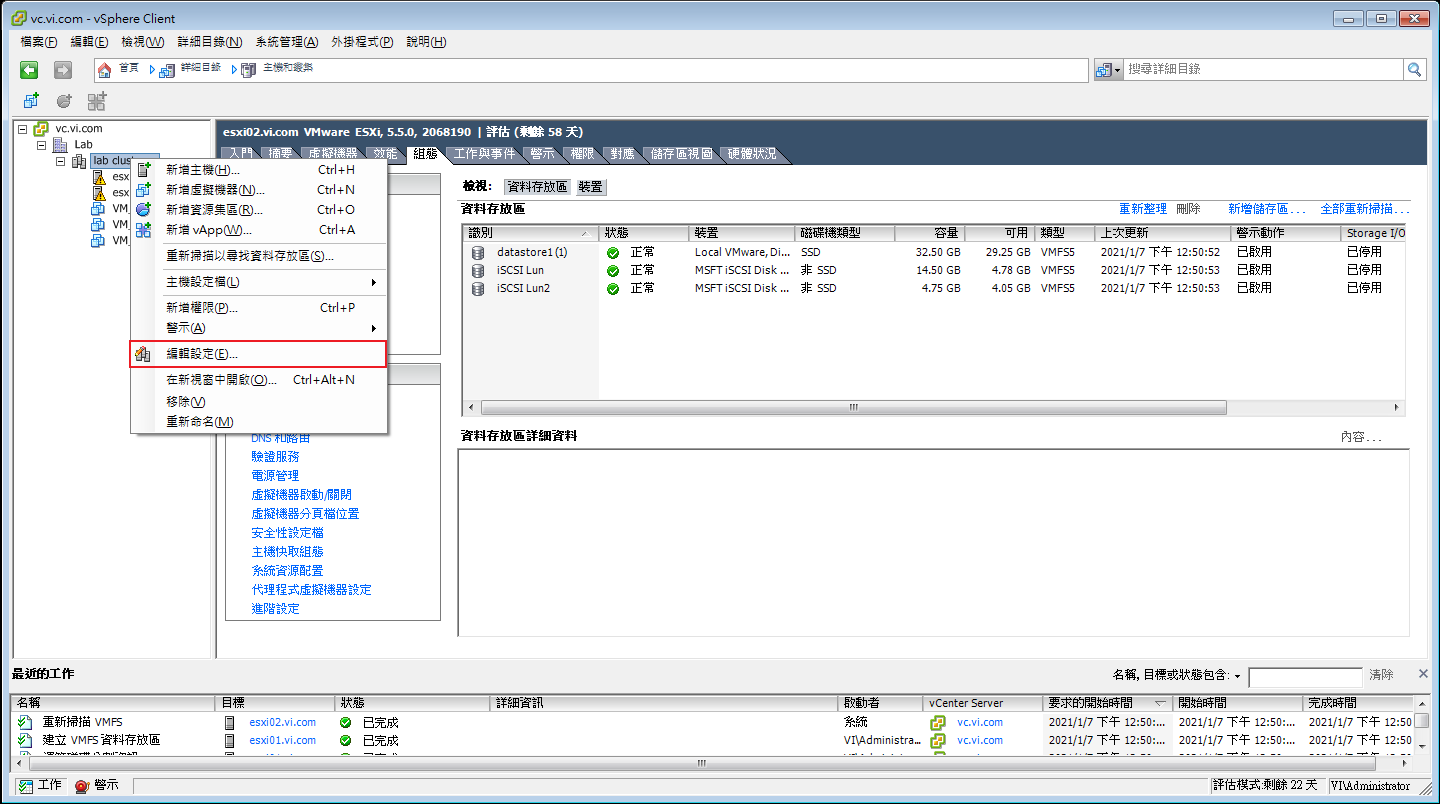 vc.vi.com - vSphere Client
檔案(F) 編輯(E) 檢視(W) 詳細目錄(N) 系統管理(A) 外掛程式(P) 說明(H)
首頁 詳細目錄 主機和叢集 搜尋詳細目錄
vc.vi.com
Lab
lab clust
esx
esx
VM_
VM_
VM_
新增主機(H)... Ctrl+H
新增虛擬機器(N)... Ctrl+N
新增資源集區(R)... Ctrl+O
新增 vApp(W)... Ctrl+A
重新掃描以尋找資料存放區(S)...
主機設定檔(L)
新增權限(P)... Ctrl+P
警示(A)
編輯設定(E)...
在新視窗中開啟(O)... Ctrl+Alt+N
移除(V)
重新命名(M)
esxi02.vi.com VMware ESXi, 5.5.0, 2068190 | 評估 (剩餘 58 天)
入門 摘要 虛擬機器 效能 組態 工作與事件 警示 權限 對應 儲存區視圖 硬體狀況
DNS 和路由
驗證服務
電源管理
虛擬機器啟動/關閉
虛擬機器分頁檔位置
安全性設定檔
主機快取組態
系統資源配置
代理程式虛擬機器設定
進階設定
檢視: 資料存放區 裝置
資料存放區 重新整理 刪除 新增儲存區... 全部重新掃描...
識別 狀態 裝置 磁碟機類型 容量 可用 類型 上次更新 警示動作 Storage I/O
datastore1 (1) 正常 Local VMware, Di... SSD 32.50 GB 29.25 GB VMFS5 2021/1/7 下午 12:50:52 已啟用 已停用
iSCSI Lun 正常 MSFT iSCSI Disk ... 非 SSD 14.50 GB 4.78 GB VMFS5 2021/1/7 下午 12:50:53 已啟用 已停用
iSCSI Lun2 正常 MSFT iSCSI Disk ... 非 SSD 4.75 GB 4.05 GB VMFS5 2021/1/7 下午 12:50:53 已啟用 已停用
資料存放區詳細資料 內容...
最近的工作 名稱, 目標或狀態包含: 清除
名稱 目標 狀態 詳細資訊 啟動者 vCenter Server 要求的開始時間 開始時間 完成時間
重新掃描 VMFS esxi02.vi.com 已完成 系統 vc.vi.com 2021/1/7 下午 12:50:... 2021/1/7 下午 12:50:... 2021/1/7 下午 12:50
建立 VMFS 資料存放區 esxi01.vi.com 已完成 VI\Administra... vc.vi.com 2021/1/7 下午 12:50:... 2021/1/7 下午 12:50:... 2021/1/7 下午 12:50
工作 警示 評估模式:剩餘 22 天 VI\Administrator